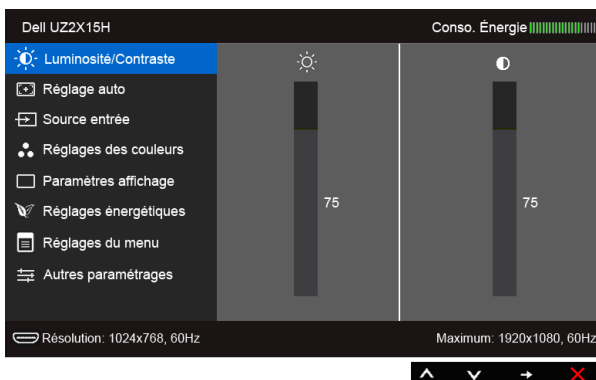 Dell UZ2X15H
Conso. Énergie
Luminosité/Contraste
Réglage auto
Source entrée
Réglages des couleurs
Paramètres affichage
Réglages énergétiques
Réglages du menu
Autres paramétrages
75
75
Résolution: 1024x768, 60Hz
Maximum: 1920x1080, 60Hz